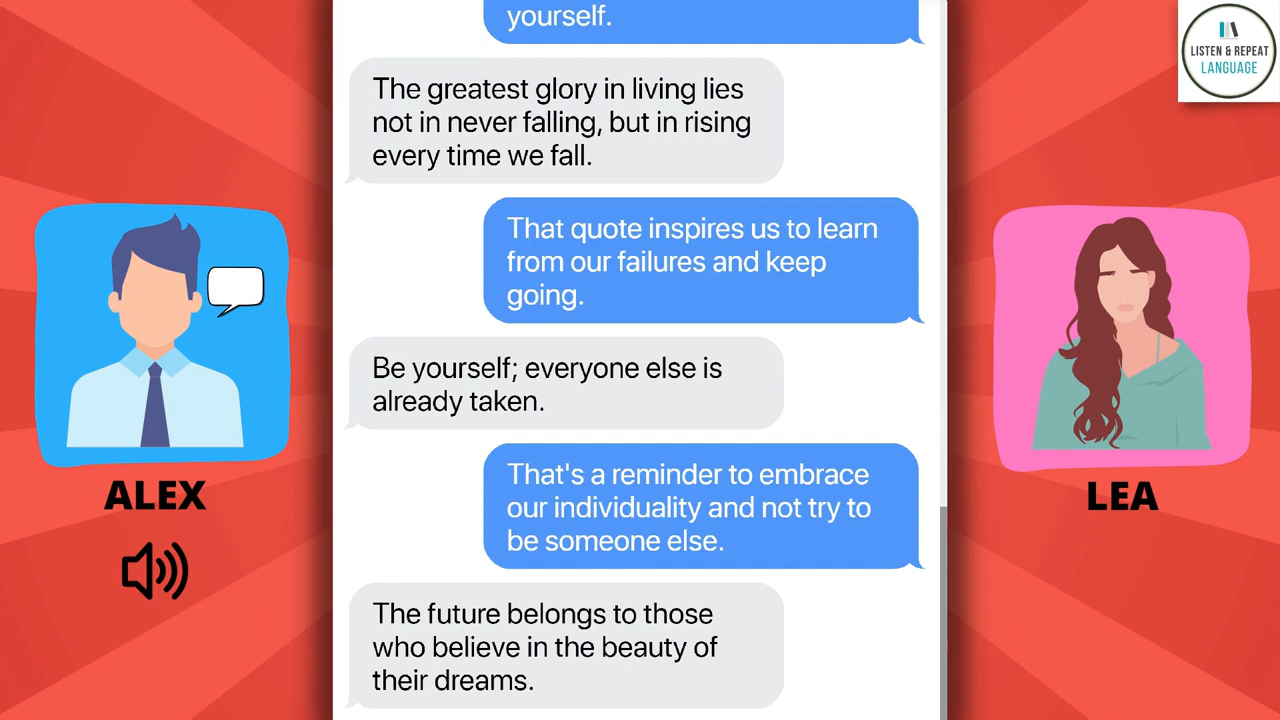 yourself.
The greatest glory in living lies
not in never falling, but in rising
every time we fall.
That quote inspires us to learn
from our failures and keep
going.
Be yourself; everyone else is
already taken.
That's a reminder to embrace
our individuality and not try to
be someone else.
The future belongs to those
who believe in the beauty of
their dreams.
ALEX
LEA
LISTEN & REPEAT
LANGUAGE